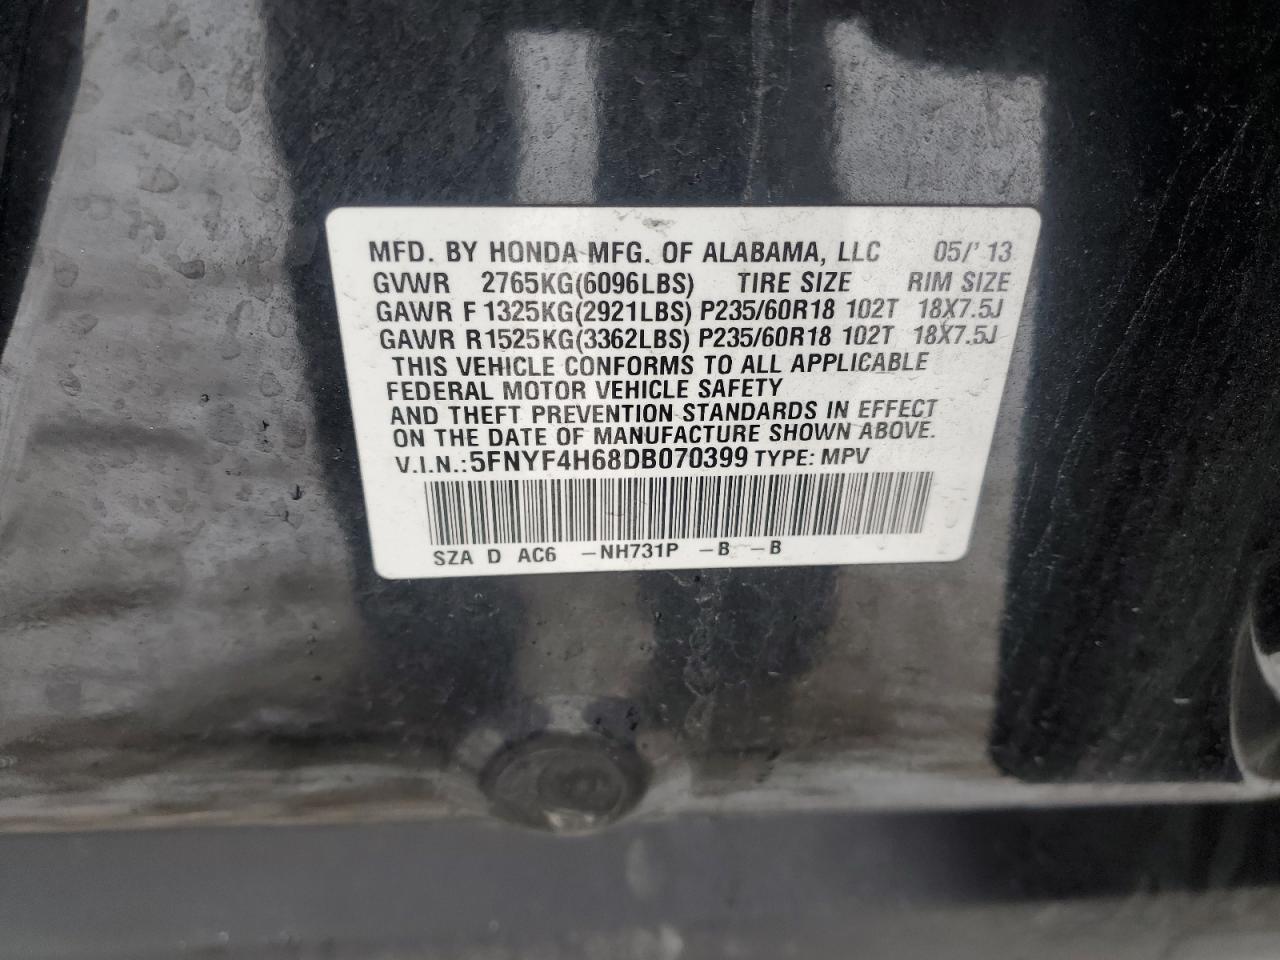 MFD. BY HONDA MFG. OF ALABAMA, LLC 05/' 13
GVWR 2765KG(6096LBS) TIRE SIZE RIM SIZE
GAWR F 1325KG(2921LBS) P235/60R18 102T 18X7.5J
GAWR R1525KG(3362LBS) P235/60R18 102T 18X7.5J
THIS VEHICLE CONFORMS TO ALL APPLICABLE
FEDERAL MOTOR VEHICLE SAFETY
AND THEFT PREVENTION STANDARDS IN EFFECT
ON THE DATE OF MANUFACTURE SHOWN ABOVE.
V.I.N.:5FNYF4H68DB070399 TYPE: MPV
SZA D AC6 -NH731P -B -B